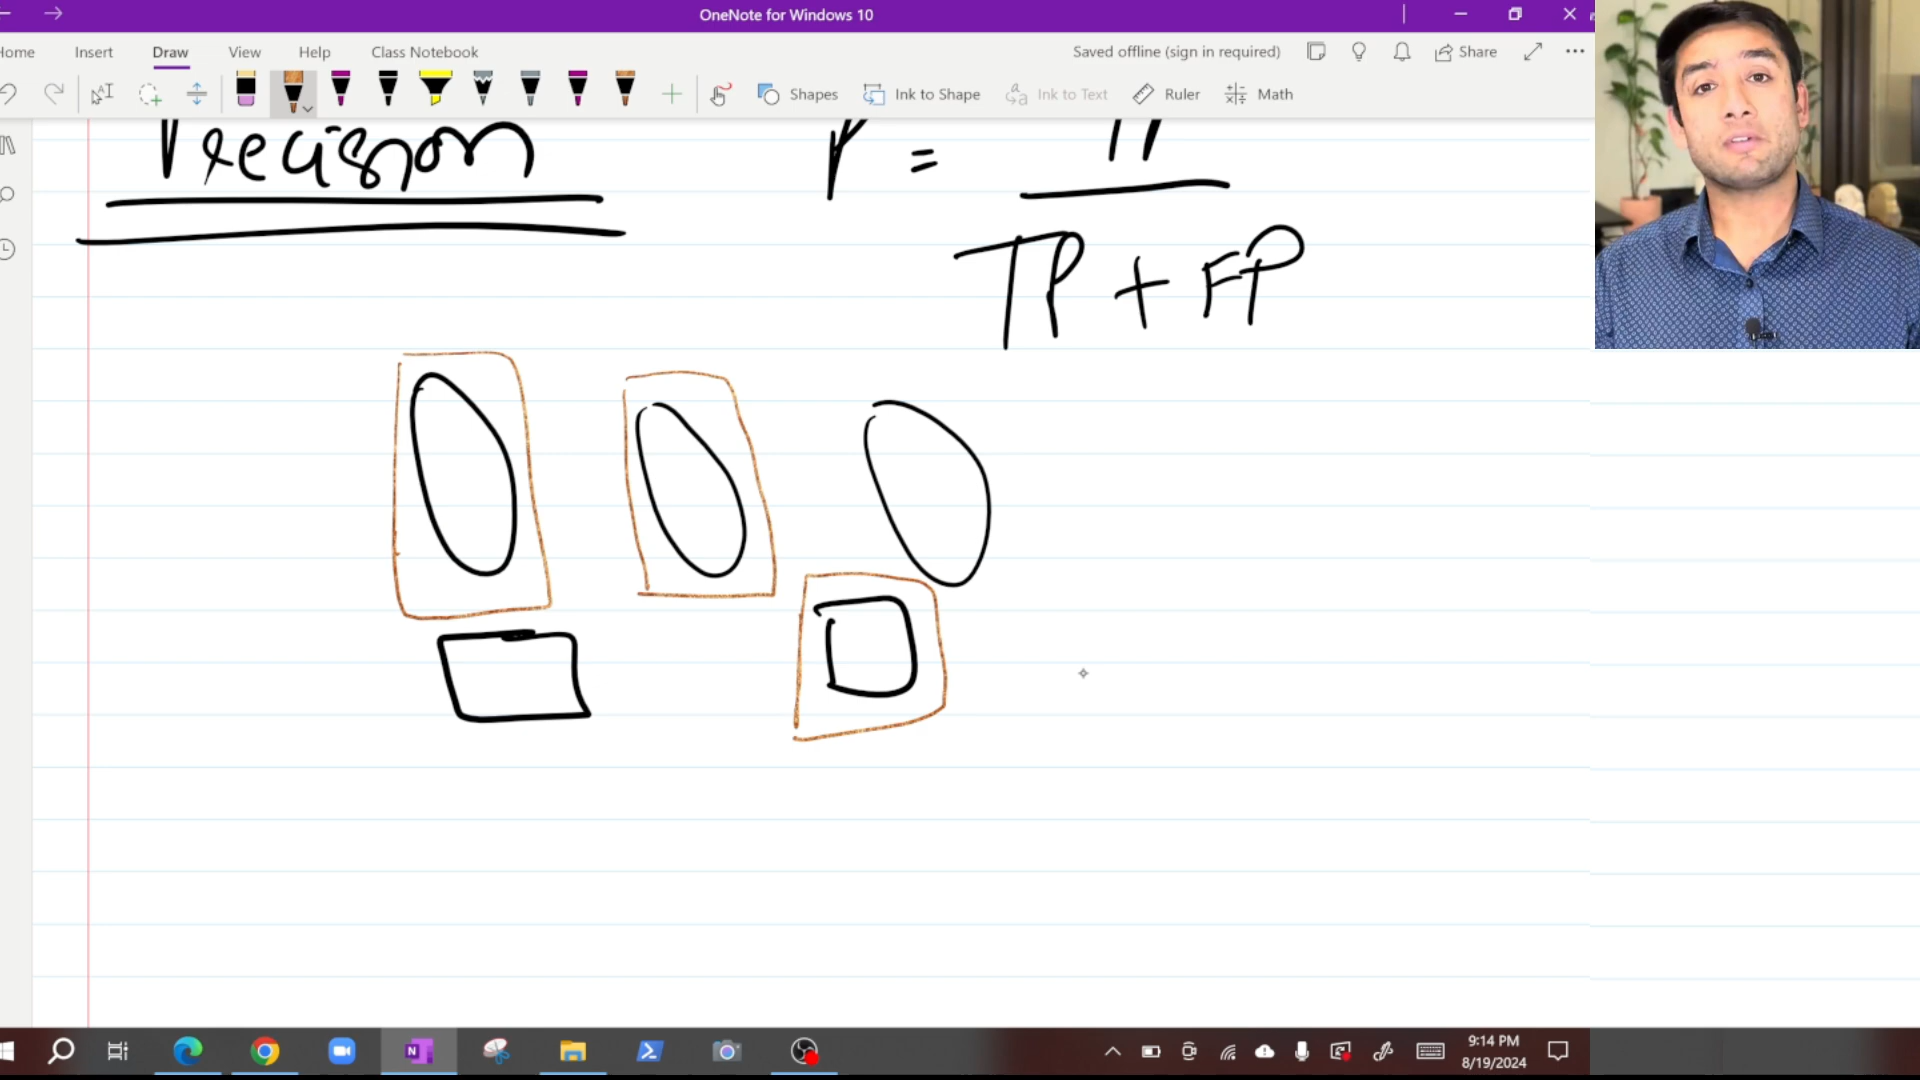 OneNote for Windows 10
Home Insert Draw View Help Class Notebook Saved offline (sign in required) Share
Shapes Ink to Shape Ink to Text Ruler Math
Precision P =
TP + FP
9:14 PM
8/19/2024